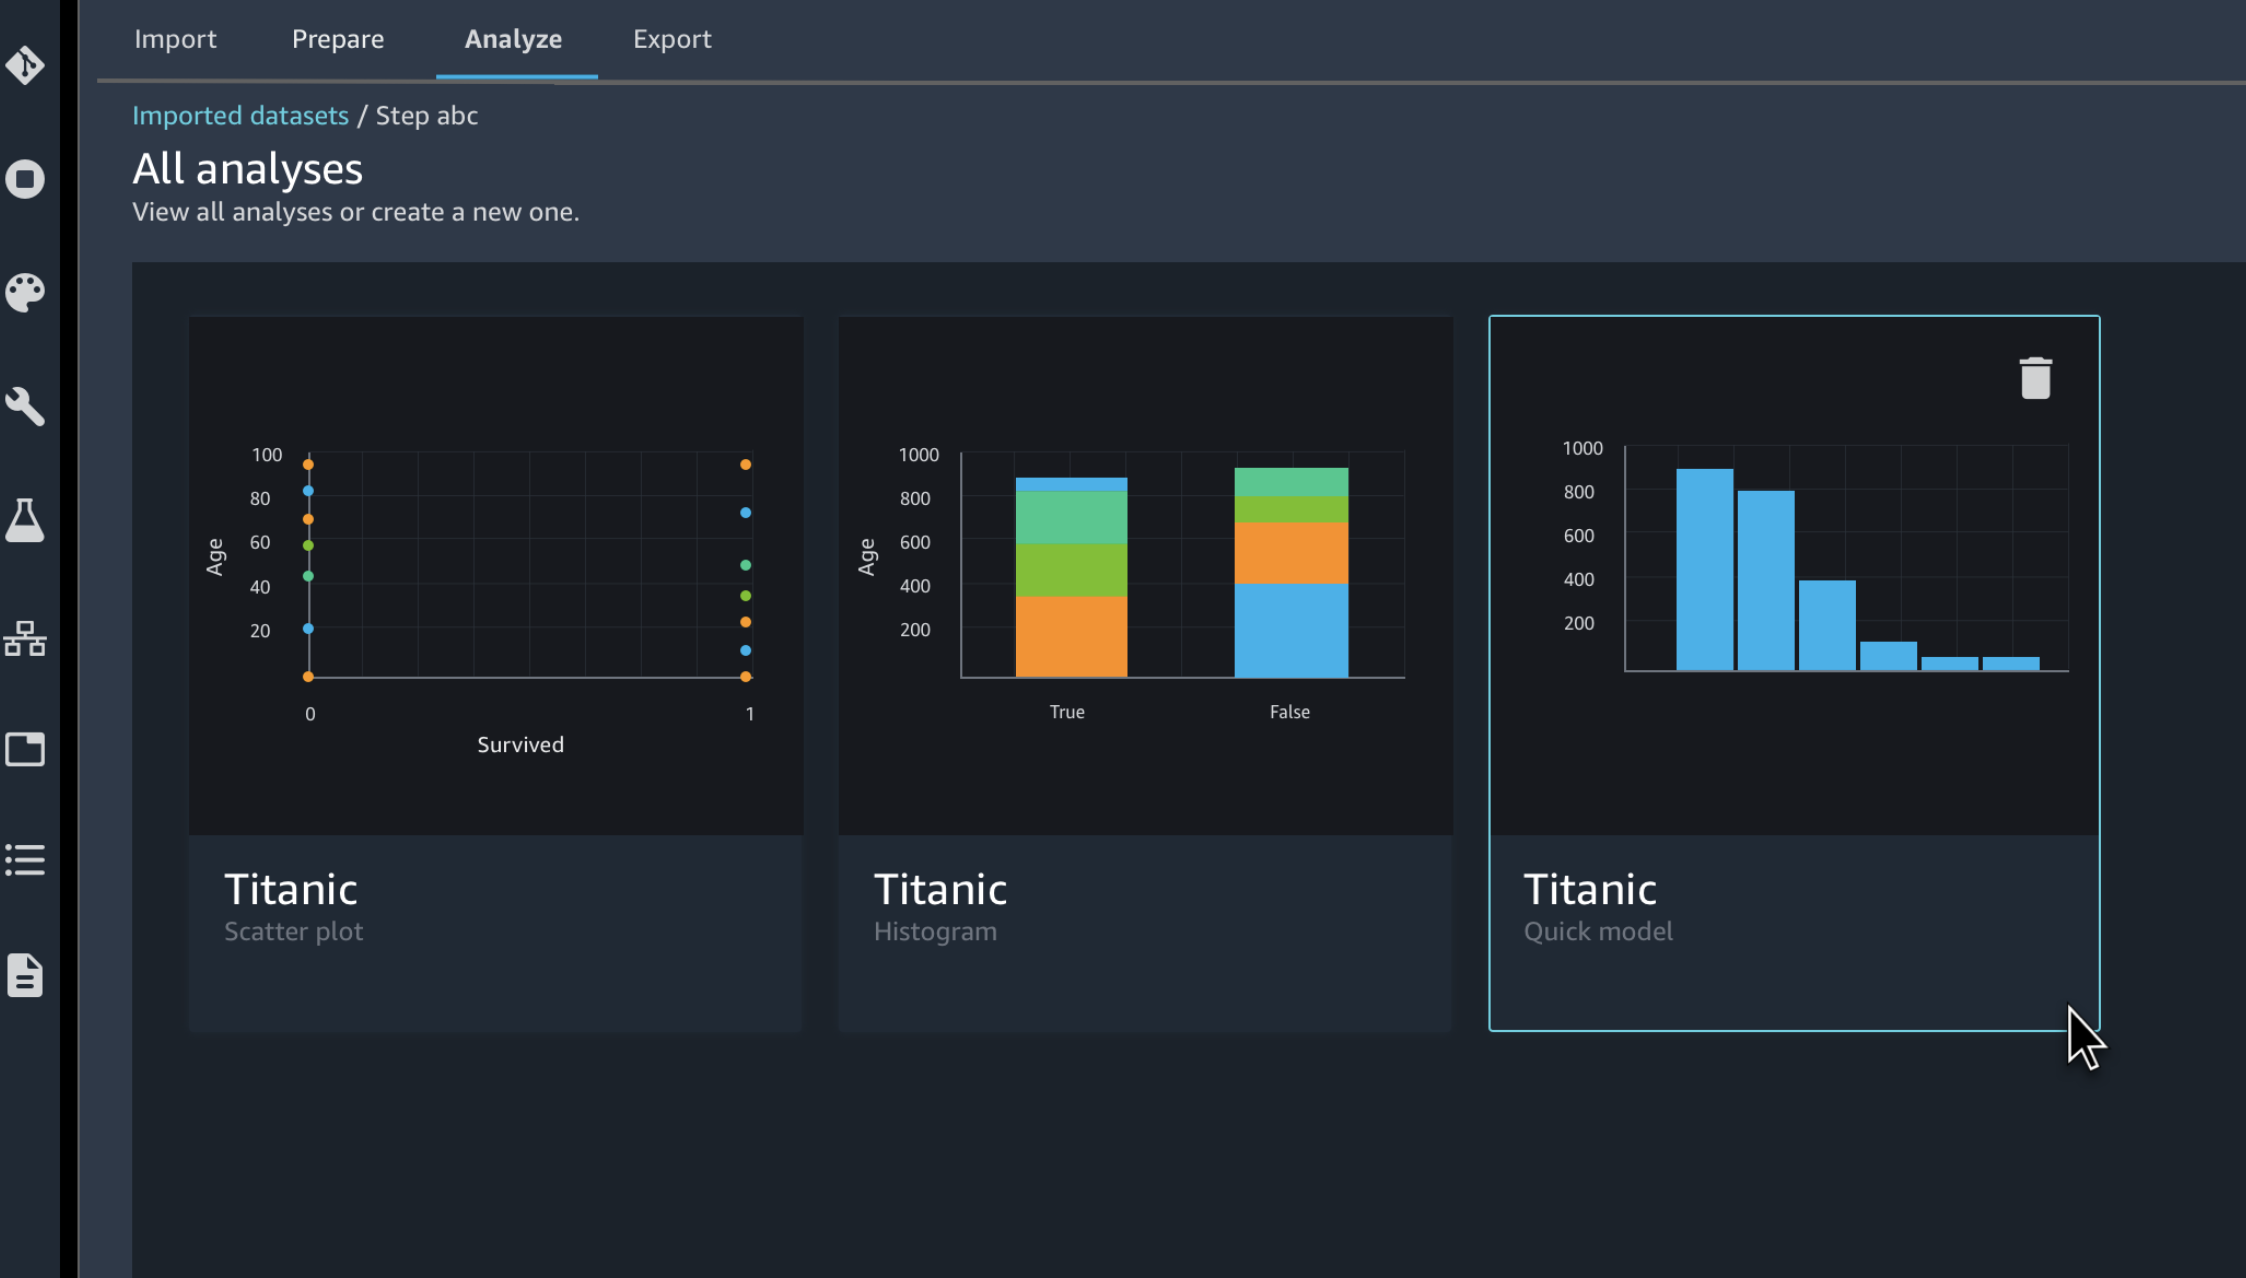 Import Prepare Analyze Export
Imported datasets / Step abc
All analyses
View all analyses or create a new one.
100
80
60
40
20
Age
0 1
Survived
Titanic
Scatter plot
1000
800
600
400
200
Age
True False
Titanic
Histogram
1000
800
600
400
200
Titanic
Quick model